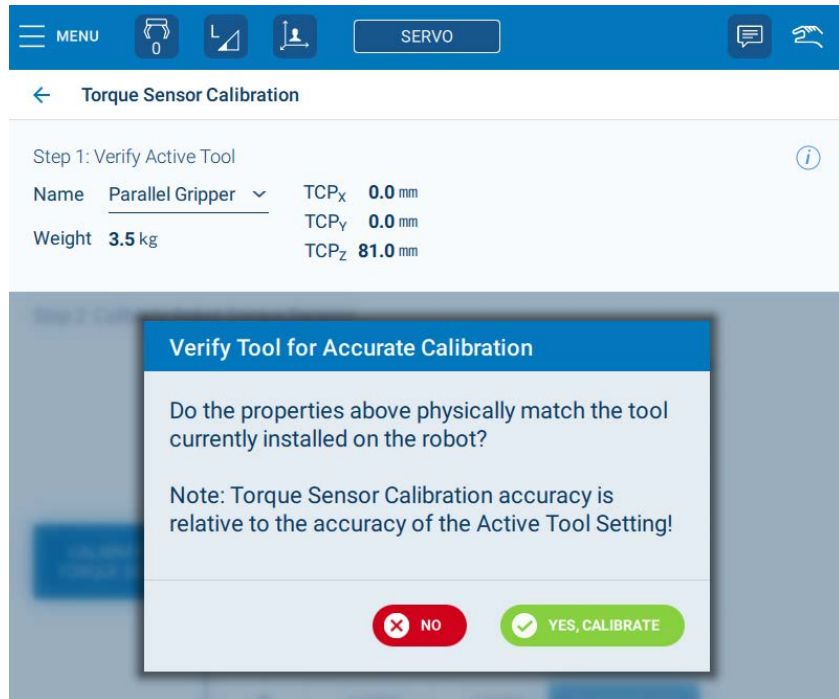 MENU
0
L
SERVO
Torque Sensor Calibration
Step 1: Verify Active Tool
i
Name Parallel Gripper TCPX 0.0 mm
TCPY 0.0 mm
Weight 3.5 kg
TCPZ 81.0 mm
Verify Tool for Accurate Calibration
Do the properties above physically match the tool
currently installed on the robot?
Note: Torque Sensor Calibration accuracy is
relative to the accuracy of the Active Tool Setting!
NO
YES, CALIBRATE